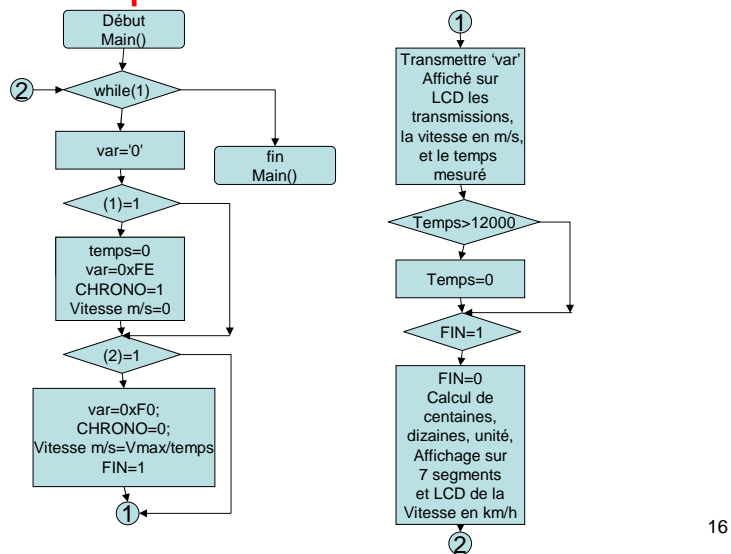 Début
Main()
2
while(1)
var='0'
fin
Main()
(1)=1
temps=0
var=0xFE
CHRONO=1
Vitesse m/s=0
(2)=1
var=0xF0;
CHRONO=0;
Vitesse m/s=Vmax/temps
FIN=1
1
1
Transmettre ‘var’
Affiché sur
LCD les
transmissions,
la vitesse en m/s,
et le temps
mesuré
Temps>12000
Temps=0
FIN=1
FIN=0
Calcul de
centaines,
dizaines, unité,
Affichage sur
7 segments
et LCD de la
Vitesse en km/h
2
16